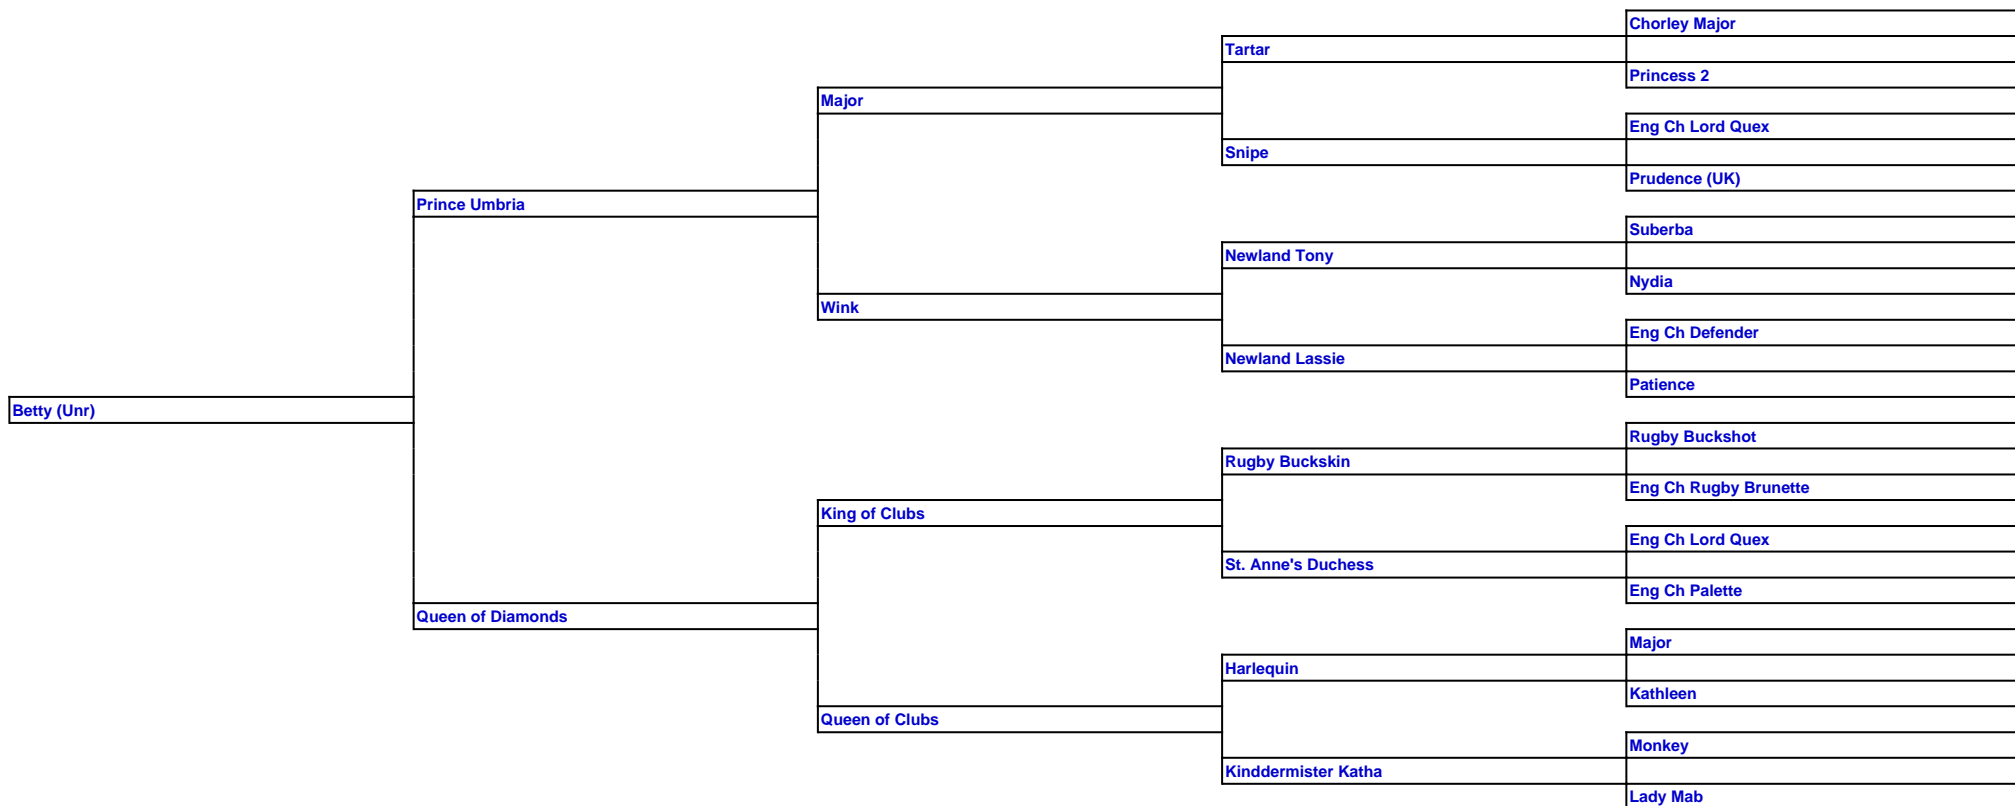 Chorley Major
Tartar
Princess 2
Major
Eng Ch Lord Quex
Snipe
Prudence (UK)
Prince Umbria
Suberba
Newland Tony
Nydia
Wink
Eng Ch Defender
Newland Lassie
Patience
Betty (Unr)
Rugby Buckshot
Rugby Buckskin
Eng Ch Rugby Brunette
King of Clubs
Eng Ch Lord Quex
St. Anne's Duchess
Eng Ch Palette
Queen of Diamonds
Major
Harlequin
Kathleen
Queen of Clubs
Monkey
Kinddermister Katha
Lady Mab